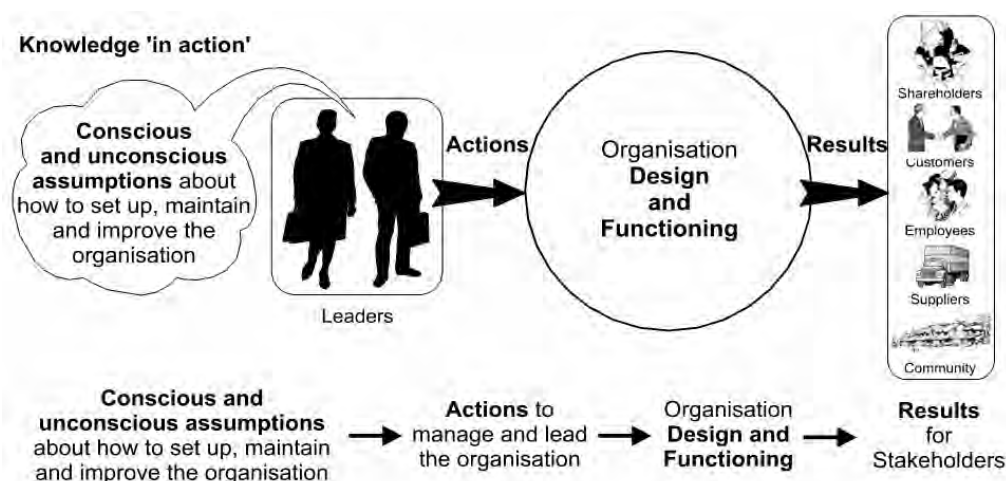 Knowledge 'in action'
Conscious
and unconscious
assumptions about
how to set up, maintain
and improve the
organisation
Leaders
Actions
Organisation
Design
and
Functioning
Results
Shareholders
Customers
Employees
Suppliers
Community
Conscious and
unconscious assumptions
about how to set up, maintain
and improve the organisation
Actions to
manage and lead
the organisation
Organisation
Design and
Functioning
Results
for
Stakeholders